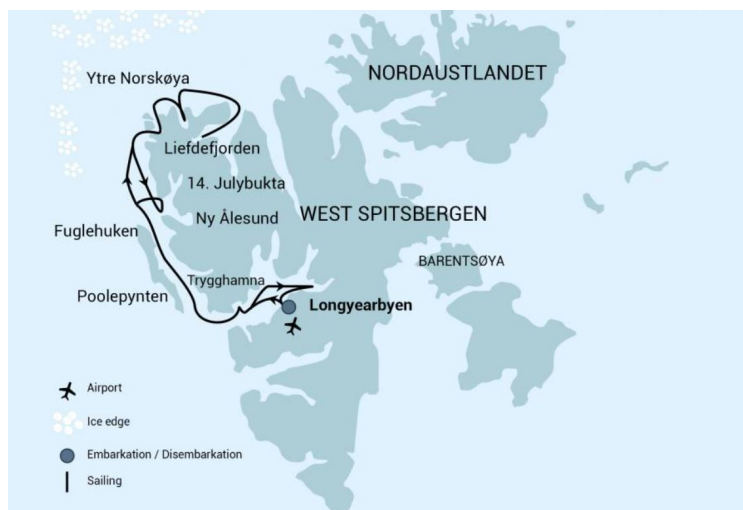 NORDAUSTLANDET
Ytre Norskøya
Liefdefjorden
14. Julybukta
Ny Ålesund
WEST SPITSBERGEN
Fuglehuken
BARENTSØYA
Trygghamna
Poolepynten
Longyearbyen
Airport
Ice edge
Embarkation / Disembarkation
Sailing